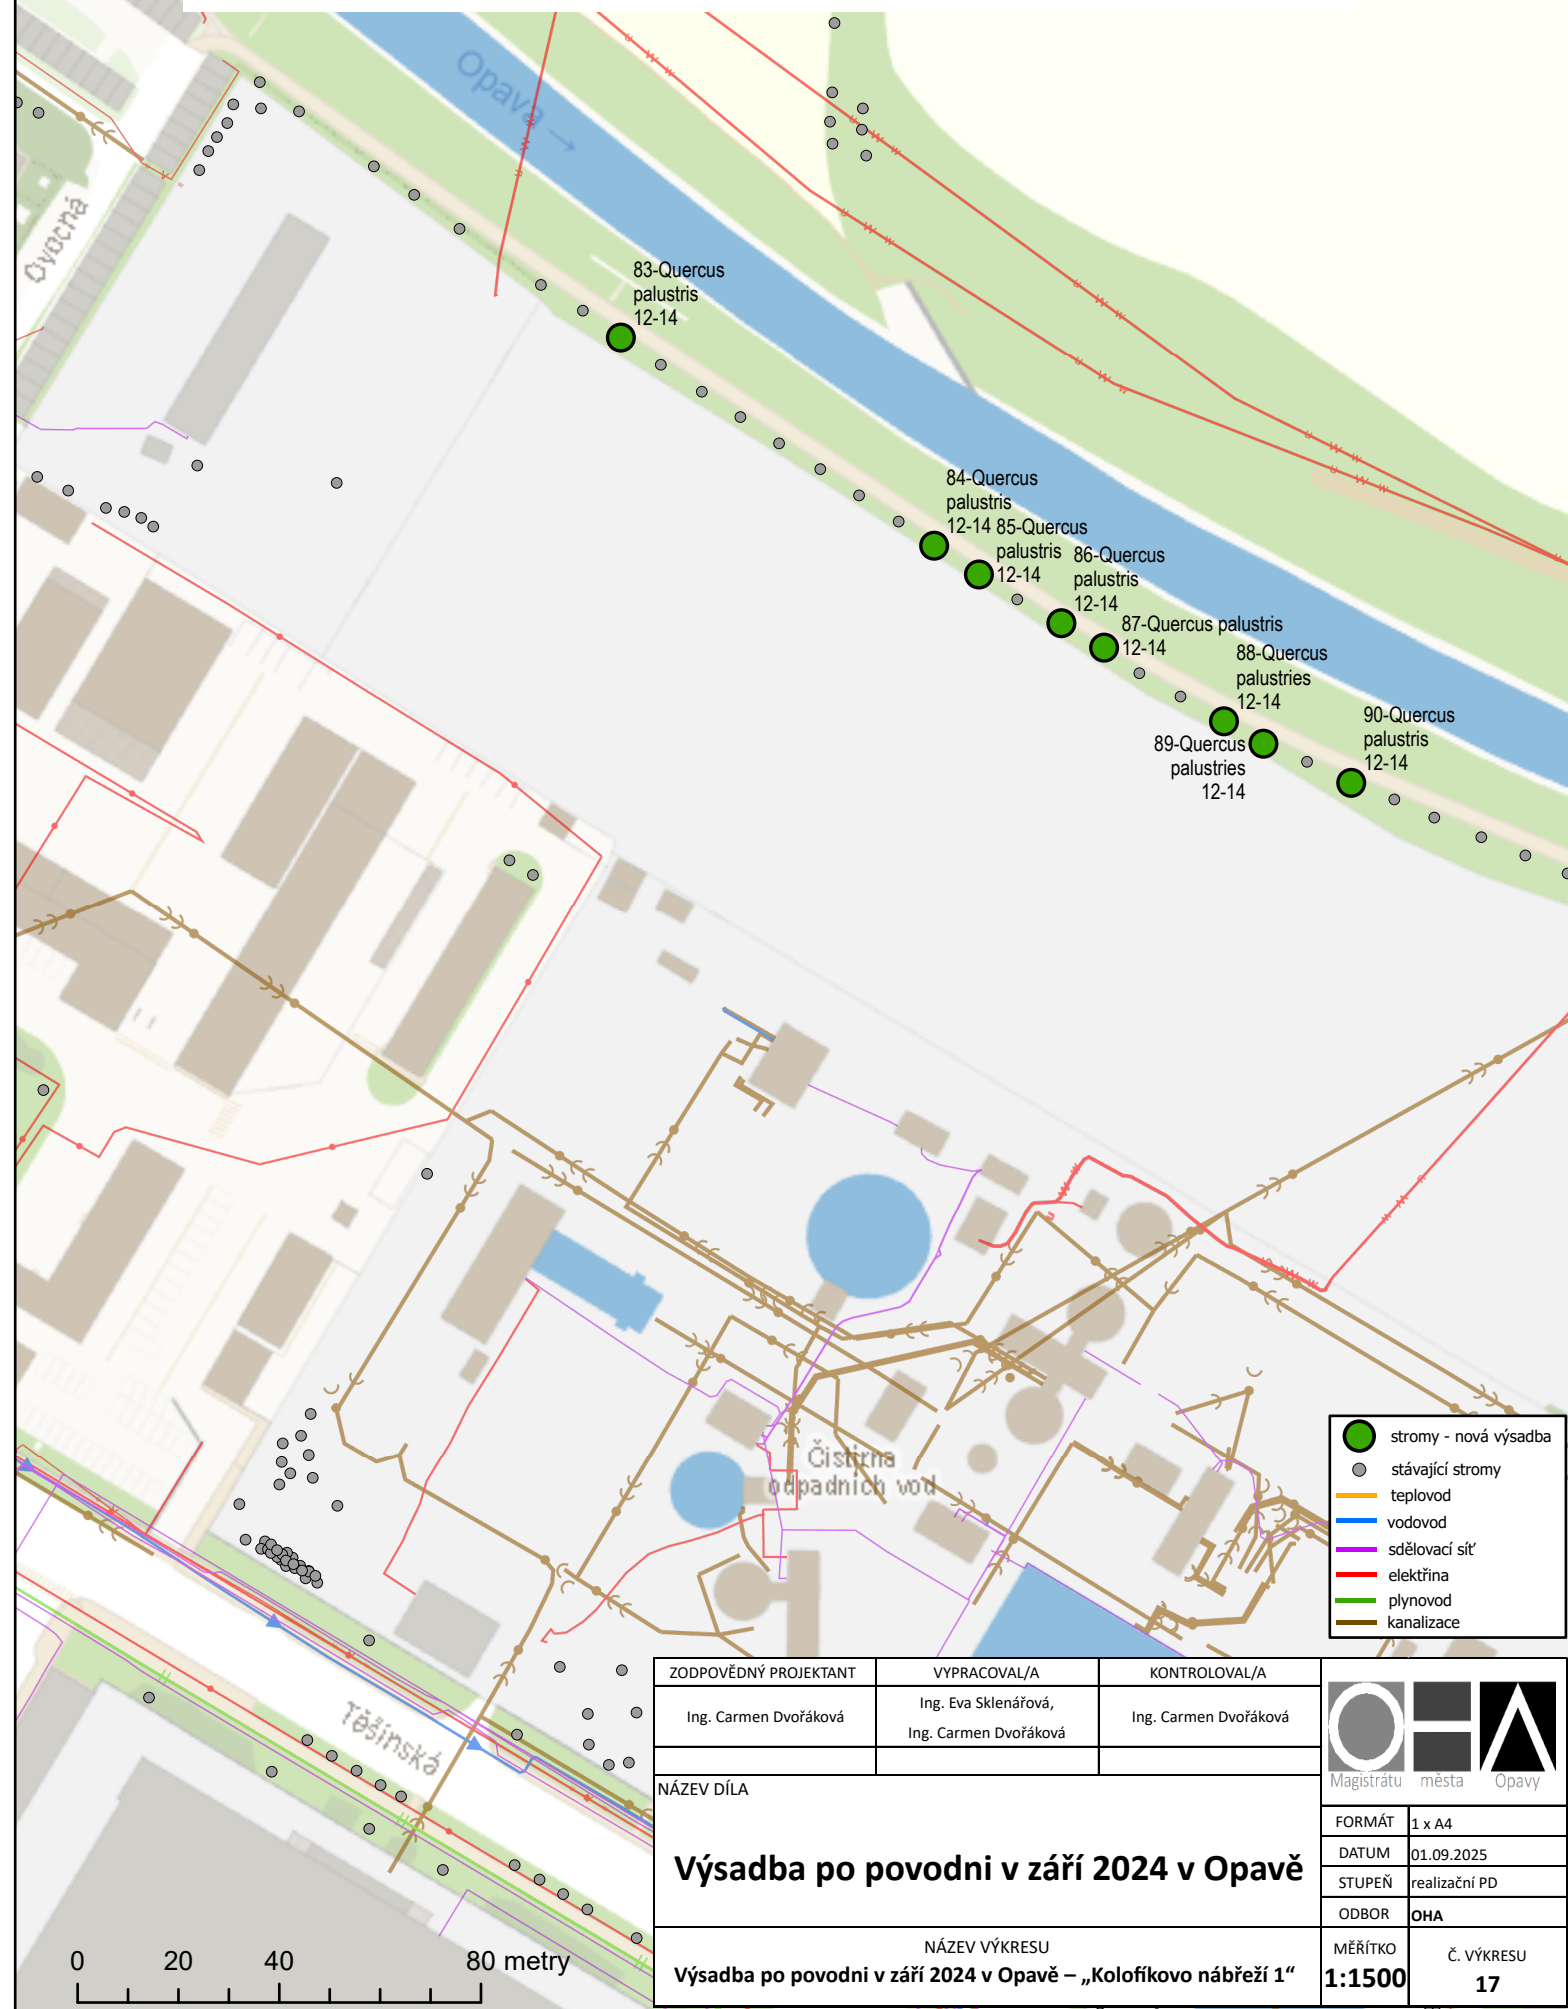 Opava →
Ovocná
83-Quercus
palustris
12-14
84-Quercus
palustris
12-14
85-Quercus
palustris
12-14
86-Quercus
palustris
12-14
87-Quercus palustris
12-14
88-Quercus
palustries
12-14
89-Quercus
palustries
12-14
90-Quercus
palustris
12-14
Čistírna
odpadních vod
Těšínská
stromy - nová výsadba
stávající stromy
teplovod
vodovod
sdělovací síť
elektřina
plynovod
kanalizace
0 20 40 80 metry
ZODPOVĚDNÝ PROJEKTANT VYPRACOVAL/A KONTROLOVAL/A
Ing. Carmen Dvořáková
Ing. Eva Sklenářová,
Ing. Carmen Dvořáková
Ing. Carmen Dvořáková
OHA
Magistrátu města Opavy
NÁZEV DÍLA
Výsadba po povodni v září 2024 v Opavě
FORMÁT 1 x A4
DATUM 01.09.2025
STUPEŇ realizační PD
ODBOR OHA
NÁZEV VÝKRESU
Výsadba po povodni v září 2024 v Opavě – „Kolofíkovo nábřeží 1“
MĚŘÍTKO
1:1500
Č. VÝKRESU
17